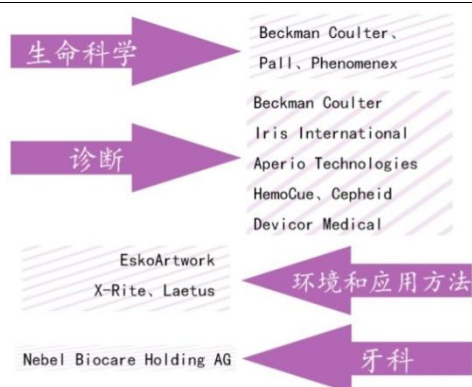 生命科学
Beckman Coulter、
Pall、Phenomenex
诊断
Beckman Coulter
Iris International
Aperio Technologies
HemoCue、Cepheid
Devicor Medical
EskoArtwork
X-Rite、Laetus
环境和应用方法
Nebel Biocare Holding AG
牙科